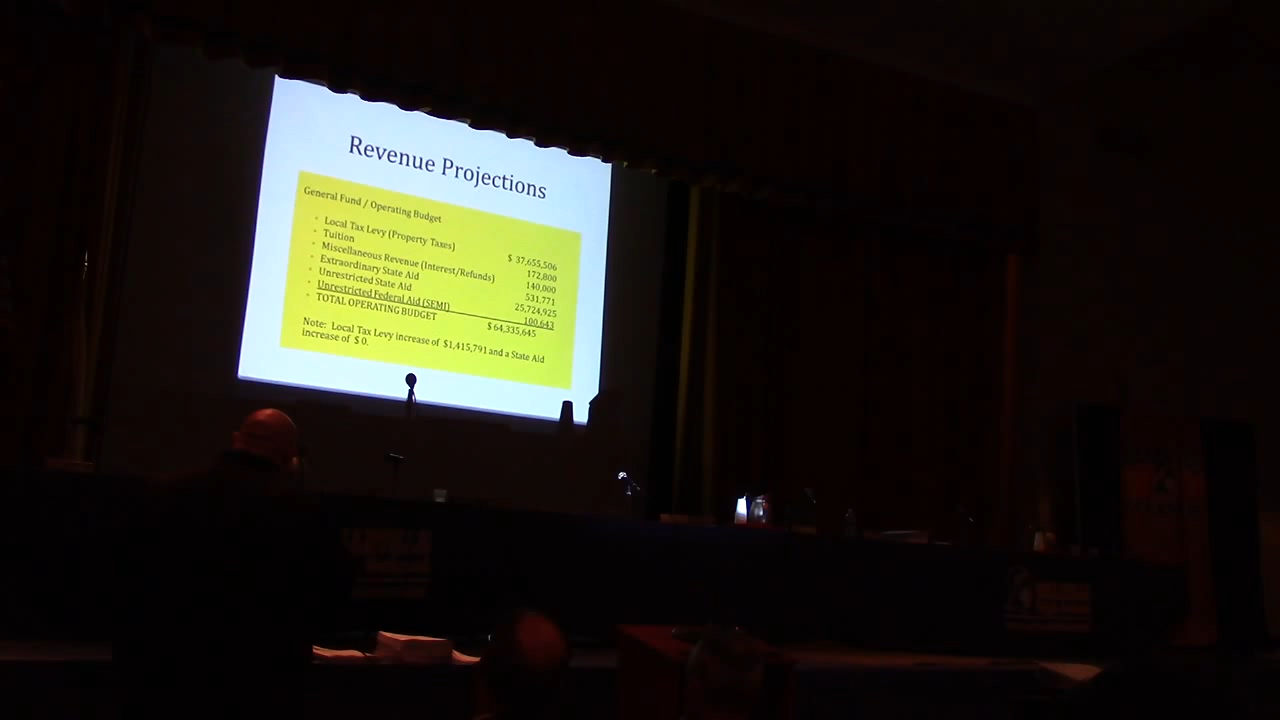 Revenue Projections
General Fund / Operating Budget
• Local Tax Levy (Property Taxes) $ 37,655,506
• Tuition 172,800
• Miscellaneous Revenue (Interest/Refunds) 140,000
• Extraordinary State Aid 531,771
• Unrestricted State Aid 25,724,925
• Unrestricted Federal Aid (SEMI) 100,643
• TOTAL OPERATING BUDGET $ 64,335,645
Note: Local Tax Levy increase of $1,415,791 and a State Aid
increase of $ 0.